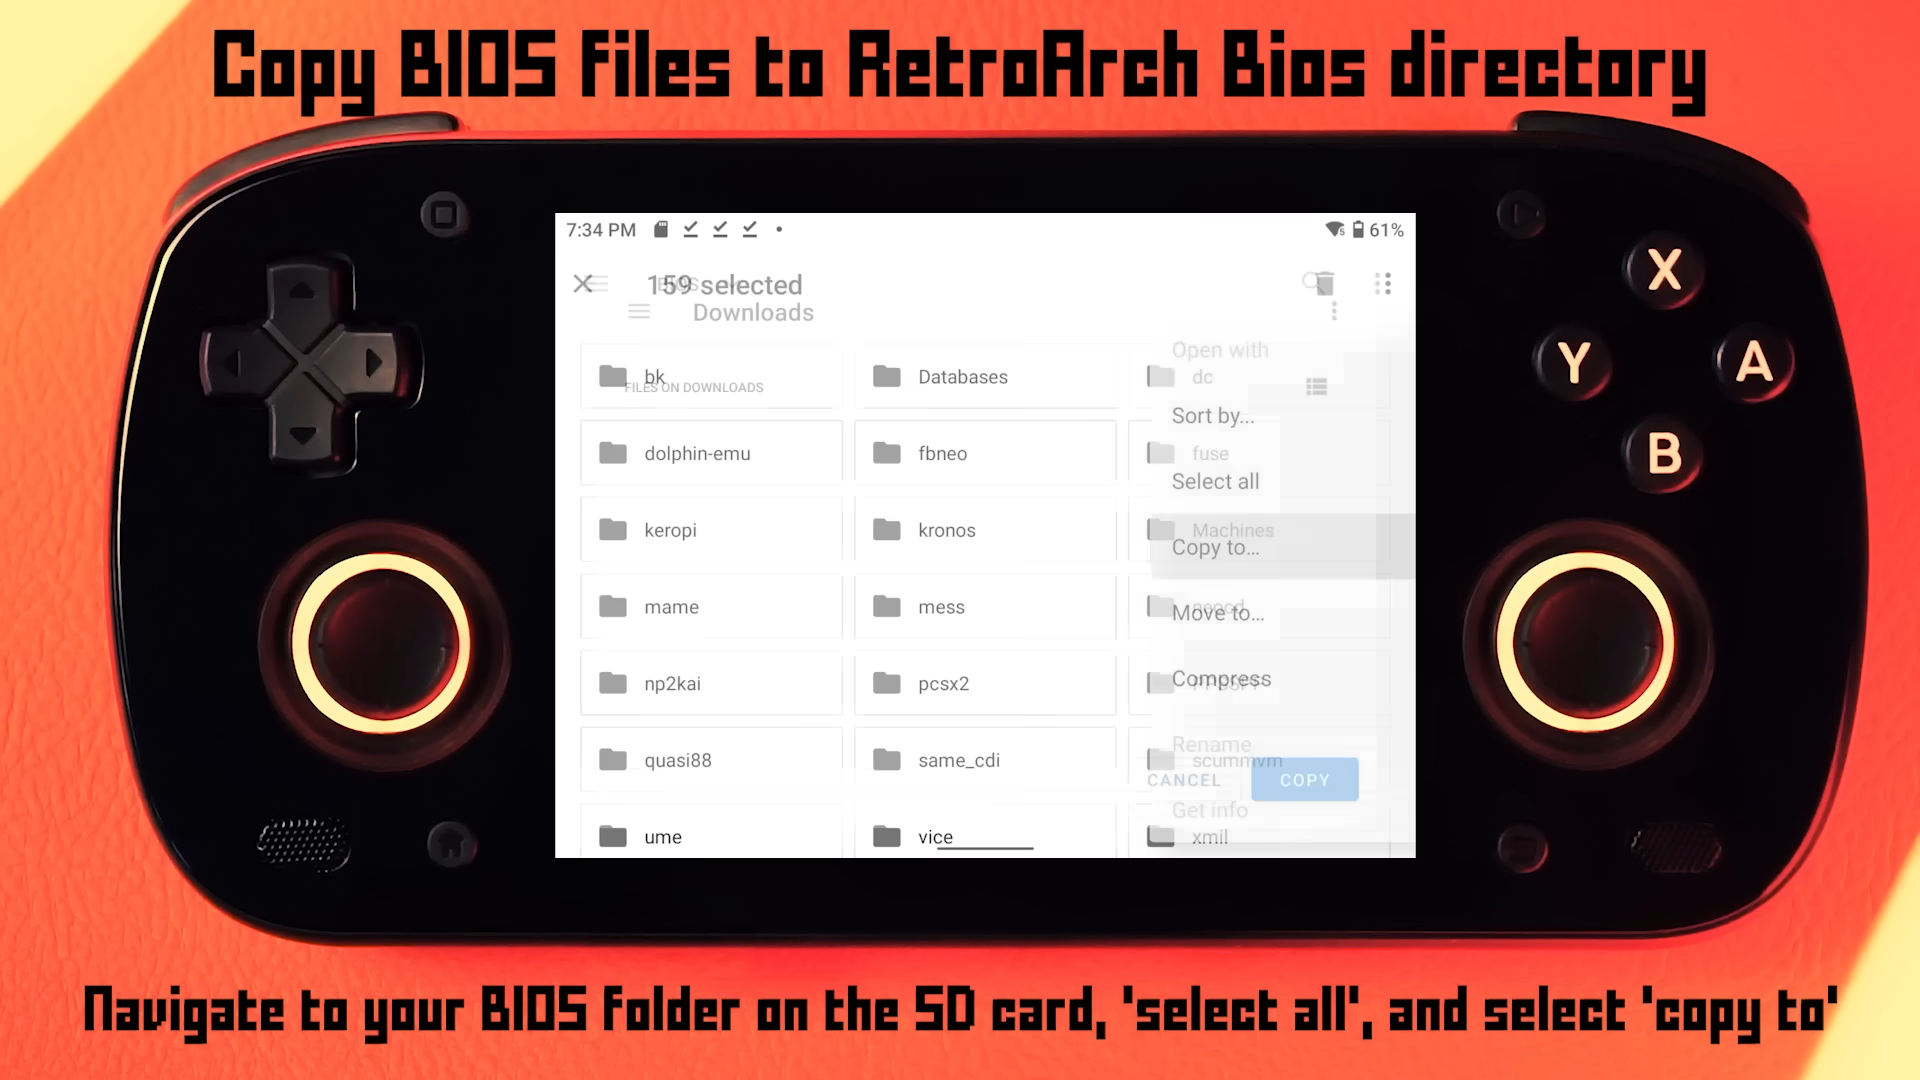 Copy BIOS files to RetroArch Bios directory
7:34 PM
61%
X
Y
A
B
159 selected
BIOS
Downloads
FILES ON DOWNLOADS
bk
Databases
dc
dolphin-emu
fbneo
fuse
keropi
kronos
Machines
mame
mess
np2kai
pcsx2
quasi88
same_cdi
scummvm
ume
vice
xmil
Open with
Sort by...
Select all
Copy to...
Move to...
Compress
Rename
Get info
CANCEL
COPY
Navigate to your BIOS folder on the SD card, 'select all', and select 'copy to'